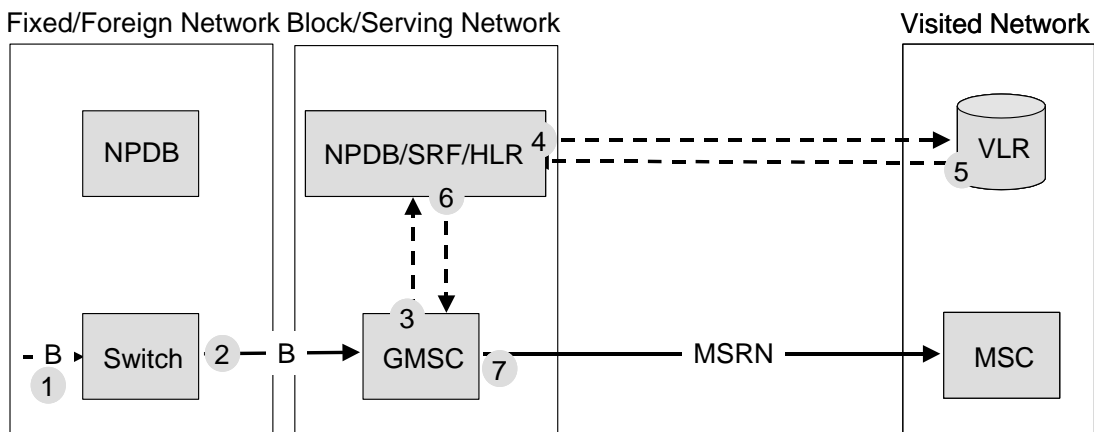 Fixed/Foreign Network Block/Serving Network
Visited Network
NPDB
NPDB/SRF/HLR
4
VLR
5
6
3
B
Switch
2
B
GMSC
7
MSRN
MSC
1